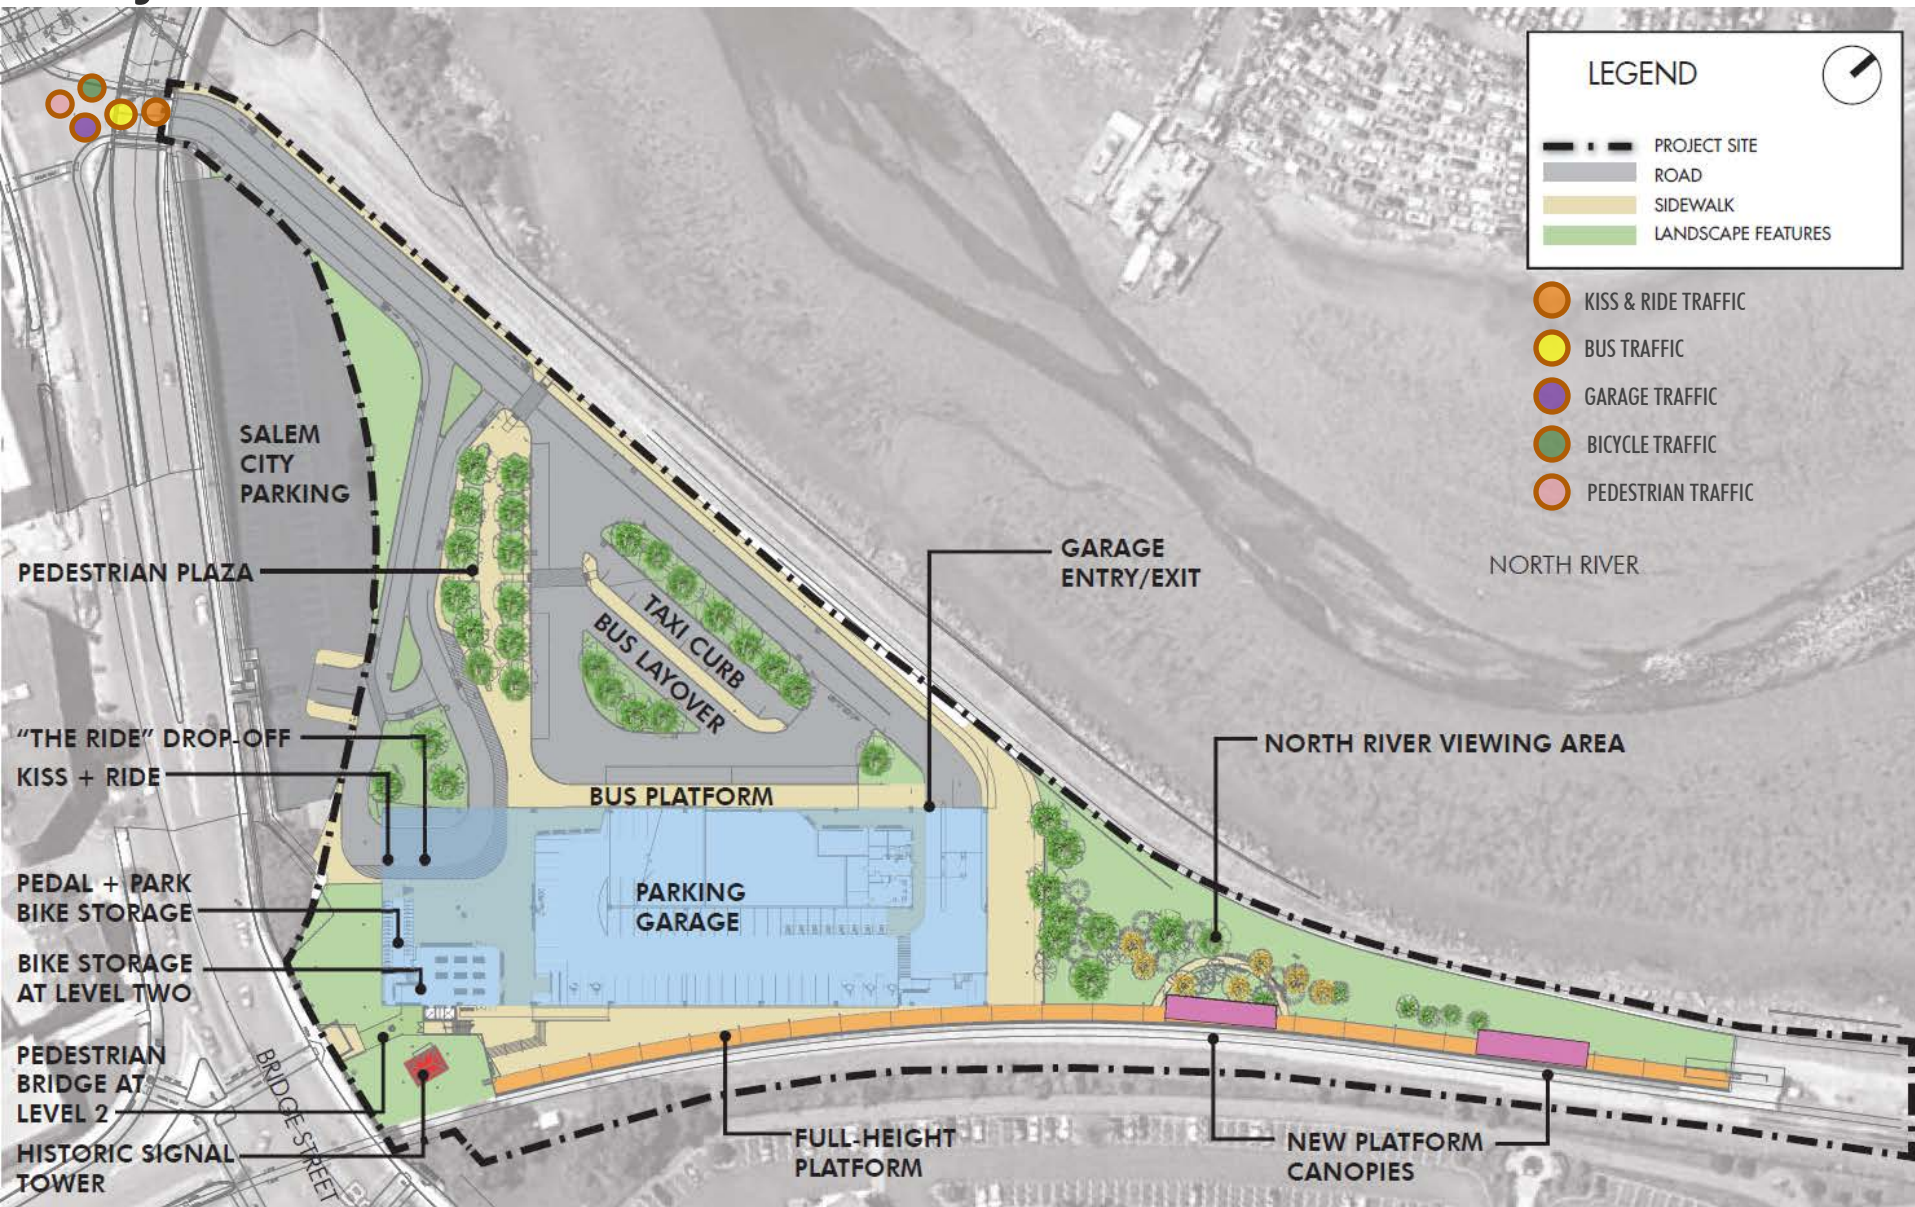 LEGEND
PROJECT SITE
ROAD
SIDEWALK
LANDSCAPE FEATURES
KISS & RIDE TRAFFIC
BUS TRAFFIC
GARAGE TRAFFIC
BICYCLE TRAFFIC
PEDESTRIAN TRAFFIC
SALEM
CITY
PARKING
PEDESTRIAN PLAZA
GARAGE
ENTRY/EXIT
NORTH RIVER
TAXI CURB
BUS LAYOVER
"THE RIDE" DROP-OFF
KISS + RIDE
NORTH RIVER VIEWING AREA
BUS PLATFORM
PARKING
GARAGE
PEDAL + PARK
BIKE STORAGE
BIKE STORAGE
AT LEVEL TWO
PEDESTRIAN
BRIDGE AT
LEVEL 2
BRIDGE STREET
HISTORIC SIGNAL
TOWER
FULL-HEIGHT
PLATFORM
NEW PLATFORM
CANOPIES